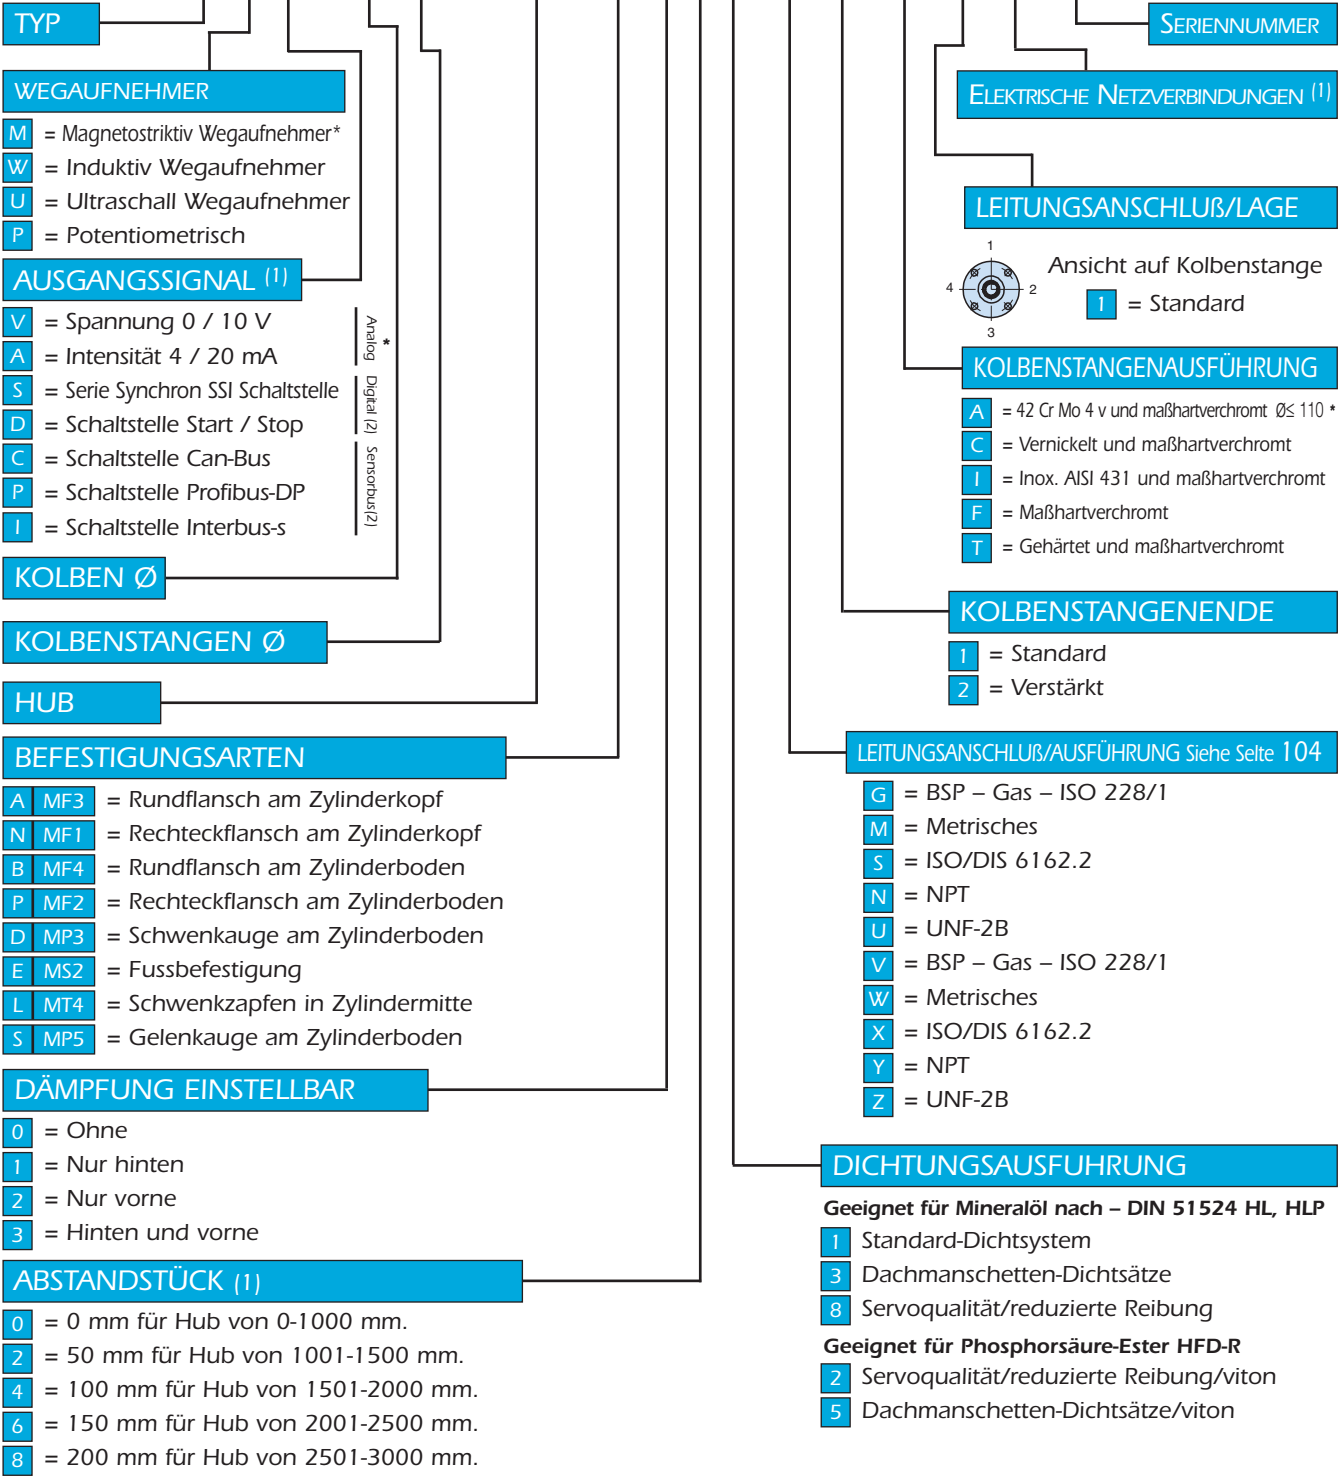 TYP
WEGAUFNEHMER
M = Magnetostriktiv Wegaufnehmer*
W = Induktiv Wegaufnehmer
U = Ultraschall Wegaufnehmer
P = Potentiometrisch
AUSGANGSSIGNAL (1)
V = Spannung 0 / 10 V
A = Intensität 4 / 20 mA
S = Serie Synchron SSI Schaltstelle
D = Schaltstelle Start / Stop
C = Schaltstelle Can-Bus
P = Schaltstelle Profibus-DP
I = Schaltstelle Interbus-s
Analog *
Digital (2)
Sensorbus(2)
KOLBEN Ø
KOLBENSTANGEN Ø
HUB
BEFESTIGUNGSARTEN
A MF3 = Rundflansch am Zylinderkopf
N MF1 = Rechteckflansch am Zylinderkopf
B MF4 = Rundflansch am Zylinderboden
P MF2 = Rechteckflansch am Zylinderboden
D MP3 = Schwenkauge am Zylinderboden
E MS2 = Fussbefestigung
L MT4 = Schwenkzapfen in Zylindermitte
S MP5 = Gelenkauge am Zylinderboden
DÄMPFUNG EINSTELLBAR
0 = Ohne
1 = Nur hinten
2 = Nur vorne
3 = Hinten und vorne
ABSTANDSTÜCK (1)
0 = 0 mm für Hub von 0-1000 mm.
2 = 50 mm für Hub von 1001-1500 mm.
4 = 100 mm für Hub von 1501-2000 mm.
6 = 150 mm für Hub von 2001-2500 mm.
8 = 200 mm für Hub von 2501-3000 mm.
SERIENNUMMER
ELEKTRISCHE NETZVERBINDUNGEN (1)
LEITUNGSANSCHLUß/LAGE
1
4
2
3
Ansicht auf Kolbenstange
1 = Standard
KOLBENSTANGENAUSFÜHRUNG
A = 42 Cr Mo 4 v und maßhartverchromt Ø≤ 110 *
C = Vernickelt und maßhartverchromt
I = Inox. AISI 431 und maßhartverchromt
F = Maßhartverchromt
T = Gehärtet und maßhartverchromt
KOLBENSTANGENENDE
1 = Standard
2 = Verstärkt
LEITUNGSANSCHLUß/AUSFÜHRUNG Siehe Seite 104
G = BSP – Gas – ISO 228/1
M = Metrisches
S = ISO/DIS 6162.2
N = NPT
U = UNF-2B
V = BSP – Gas – ISO 228/1
W = Metrisches
X = ISO/DIS 6162.2
Y = NPT
Z = UNF-2B
DICHTUNGSAUSFUHRUNG
Geeignet für Mineralöl nach – DIN 51524 HL, HLP
1 Standard-Dichtsystem
3 Dachmanschetten-Dichtsätze
8 Servoqualität/reduzierte Reibung
Geeignet für Phosphorsäure-Ester HFD-R
2 Servoqualität/reduzierte Reibung/viton
5 Dachmanschetten-Dichtsätze/viton